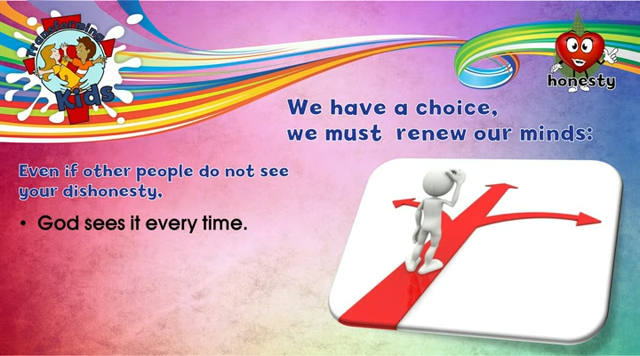 Transforming
Kids
honesty
We have a choice,
we must renew our minds:
Even if other people do not see
your dishonesty,
• God sees it every time.